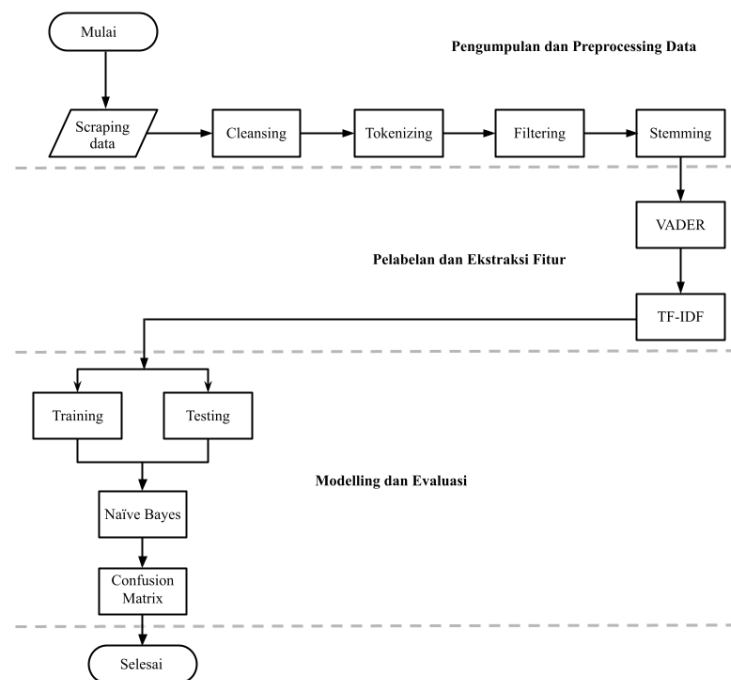 Mulai
Pengumpulan dan Preprocessing Data
Scraping
data
Cleansing
Tokenizing
Filtering
Stemming
VADER
Pelabelan dan Ekstraksi Fitur
TF-IDF
Training
Testing
Modelling dan Evaluasi
Naïve Bayes
Confusion
Matrix
Selesai